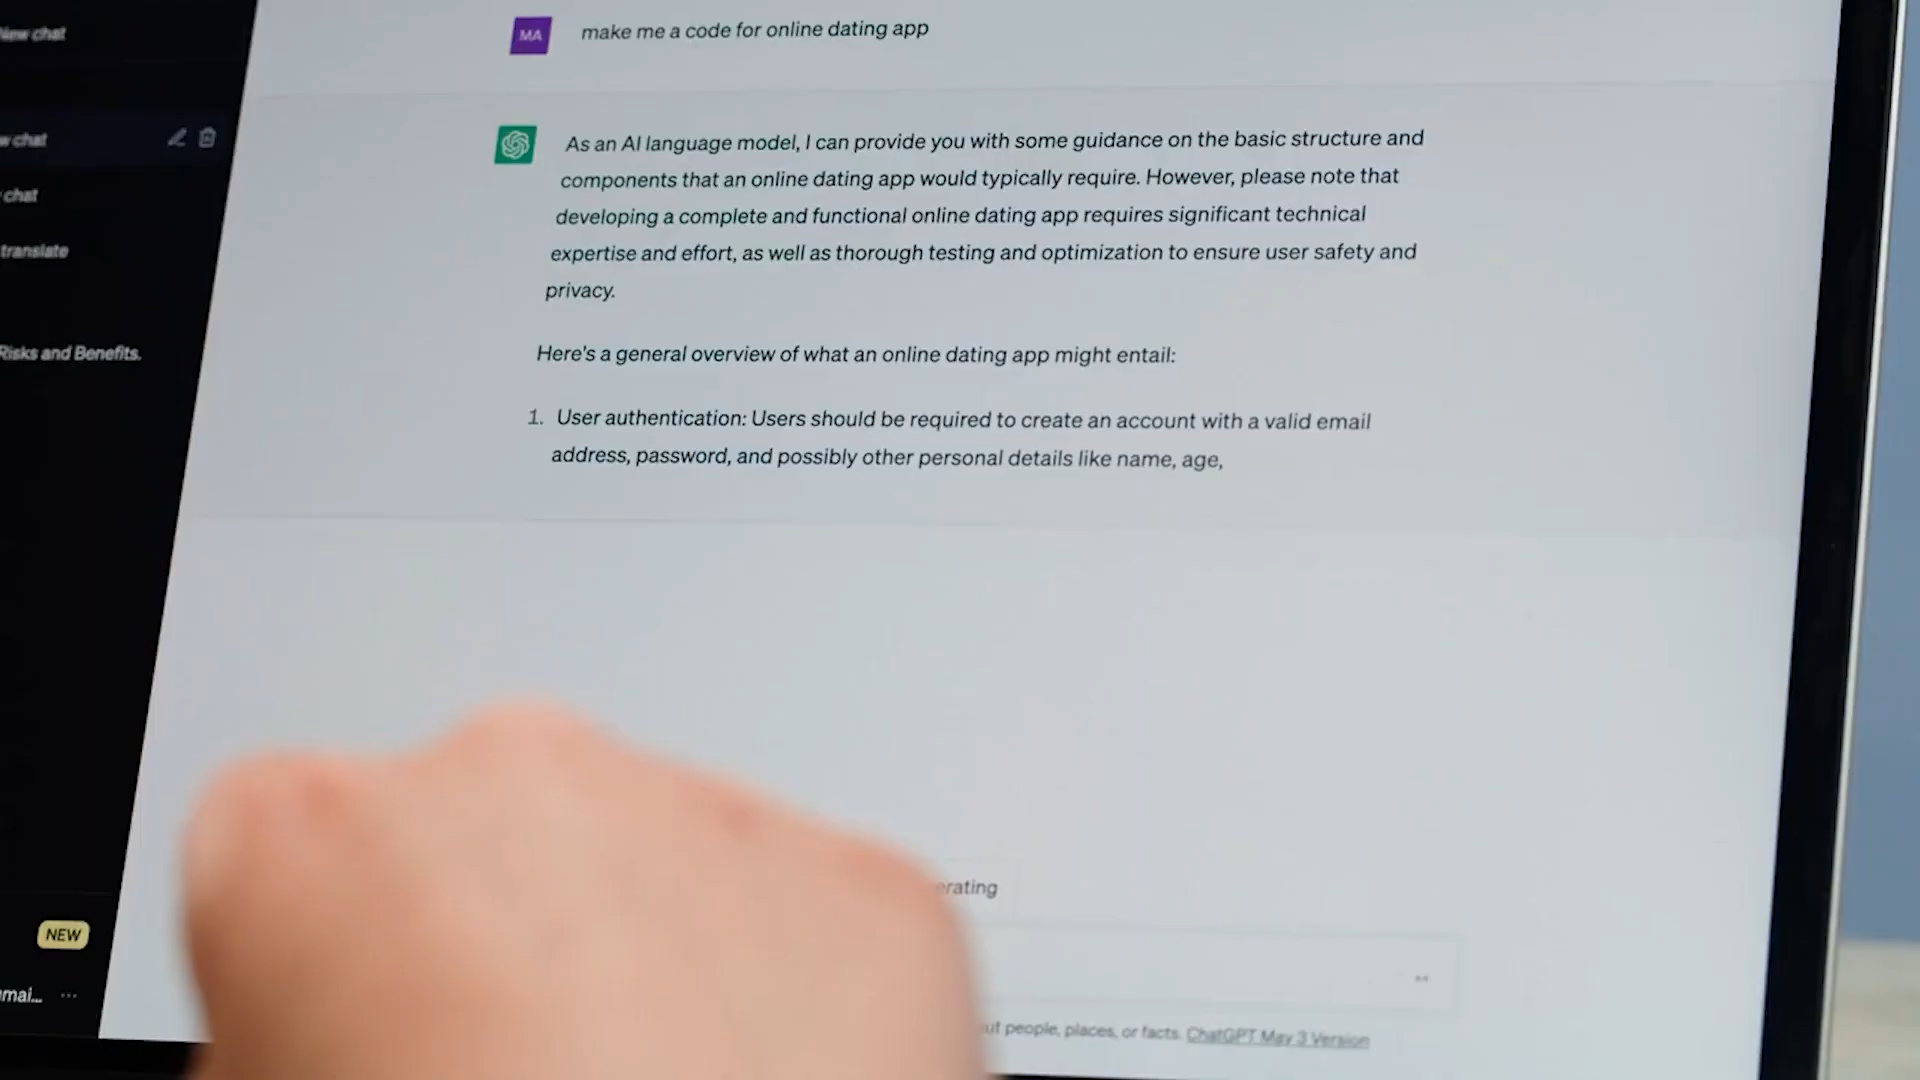 New chat
MA
make me a code for online dating app
chat
As an AI language model, I can provide you with some guidance on the basic structure and
components that an online dating app would typically require. However, please note that
developing a complete and functional online dating app requires significant technical
expertise and effort, as well as thorough testing and optimization to ensure user safety and
privacy.
chat
translate
Risks and Benefits.
Here's a general overview of what an online dating app might entail:
1. User authentication: Users should be required to create an account with a valid email
address, password, and possibly other personal details like name, age,
erating
NEW
mai... ...
ut people, places, or facts. ChatGPT May 3 Version